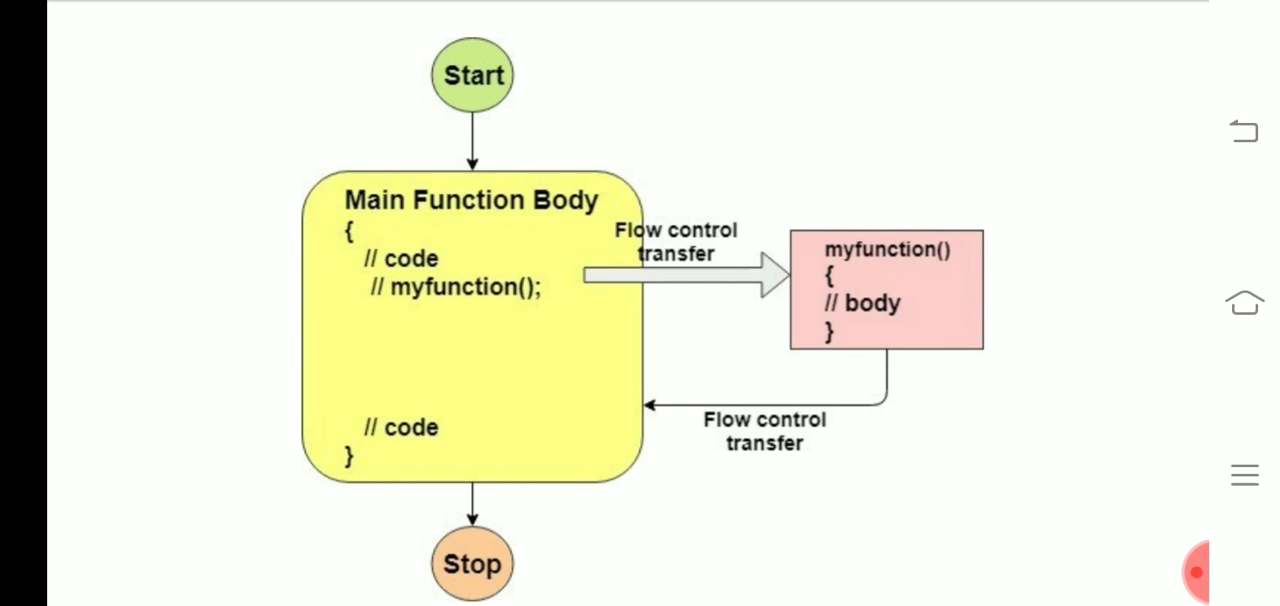 Start
Main Function Body
{
// code
// myfunction();
// code
}
Flow control
transfer
myfunction()
{
// body
}
Flow control
transfer
Stop